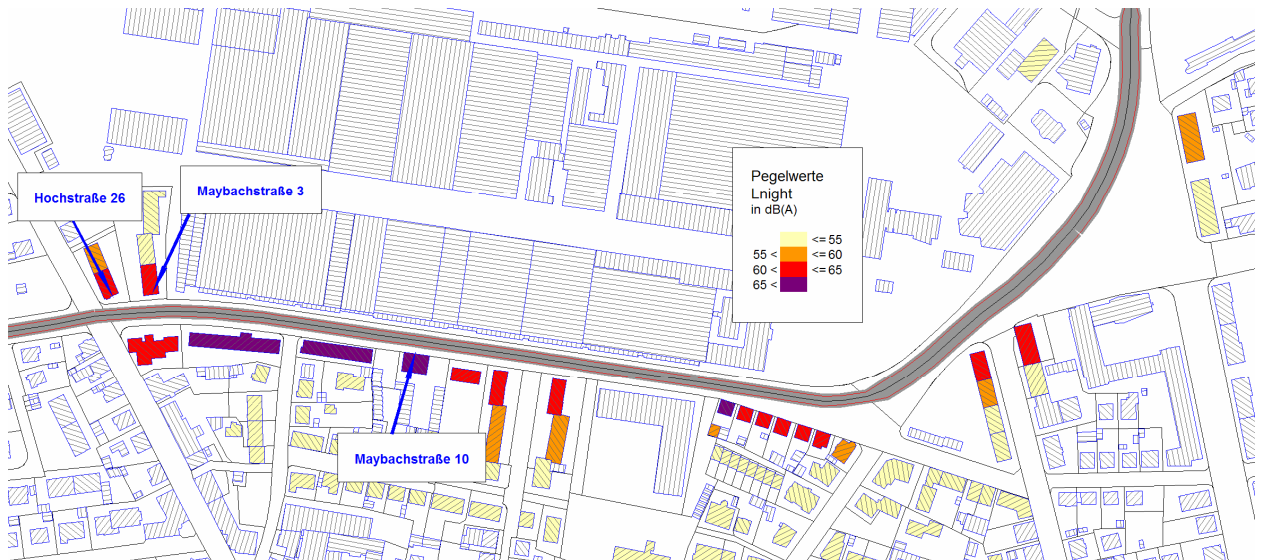 Hochstraße 26
Maybachstraße 3
Pegelwerte
Lnight
in dB(A)
<= 55
55 < <= 60
60 < <= 65
65 <
Maybachstraße 10